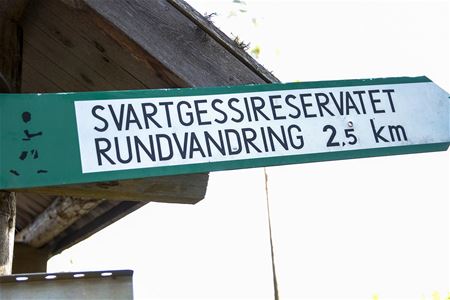 SVARTGESSIRESERVATET
RUNDVANDRING 2,5 km